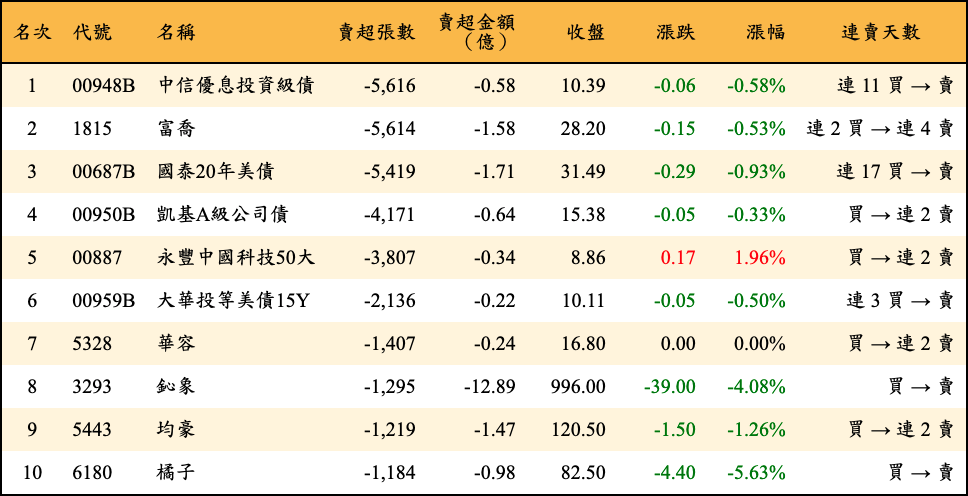 名次 代號 名稱 賣超張數 賣超金額（億） 收盤 漲跌 漲幅 連賣天數
1 00948B 中信優息投資級債 -5,616 -0.58 10.39 -0.06 -0.58% 連 11 買 → 賣
2 1815 富喬 -5,614 -1.58 28.20 -0.15 -0.53% 連 2 買 → 連 4 賣
3 00687B 國泰20年美債 -5,419 -1.71 31.49 -0.29 -0.93% 連 17 買 → 賣
4 00950B 凱基A級公司債 -4,171 -0.64 15.38 -0.05 -0.33% 買 → 連 2 賣
5 00887 永豐中國科技50大 -3,807 -0.34 8.86 0.17 1.96% 買 → 連 2 賣
6 00959B 大華投等美債15Y -2,136 -0.22 10.11 -0.05 -0.50% 連 3 買 → 賣
7 5328 華容 -1,407 -0.24 16.80 0.00 0.00% 買 → 連 2 賣
8 3293 鈊象 -1,295 -12.89 996.00 -39.00 -4.08% 買 → 賣
9 5443 均豪 -1,219 -1.47 120.50 -1.50 -1.26% 買 → 連 2 賣
10 6180 橘子 -1,184 -0.98 82.50 -4.40 -5.63% 買 → 賣